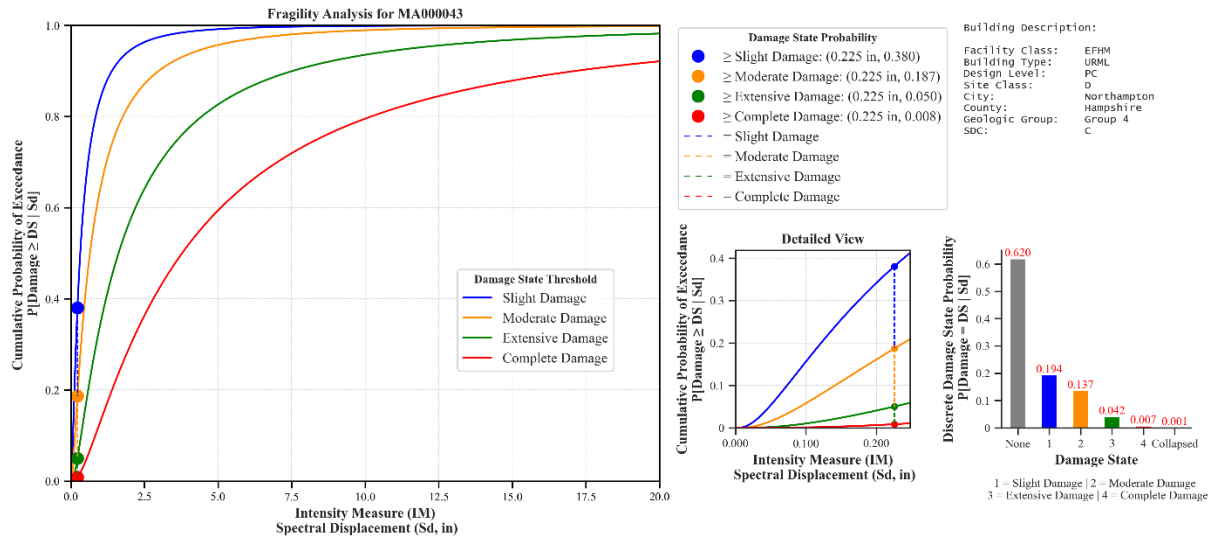 Fragility Analysis for MA000043
1.0
0.8
0.6
0.4
0.2
0.0
Cumulative Probability of Exceedance
P[Damage ≥ DS | Sd]
Damage State Threshold
Slight Damage
Moderate Damage
Extensive Damage
Complete Damage
0.0
2.5
5.0
7.5
10.0
12.5
15.0
17.5
20.0
Intensity Measure (IM)
Spectral Displacement (Sd, in)
Damage State Probability
≥ Slight Damage: (0.225 in, 0.380)
≥ Moderate Damage: (0.225 in, 0.187)
≥ Extensive Damage: (0.225 in, 0.050)
≥ Complete Damage: (0.225 in, 0.008)
= Slight Damage
= Moderate Damage
= Extensive Damage
= Complete Damage
Building Description:
Facility Class: EFHM
Building Type: URML
Design Level: PC
Site Class: D
City: Northampton
County: Hampshire
Geologic Group: Group 4
SDC: C
Detailed View
0.4
0.3
0.2
0.1
0.0
Cumulative Probability of Exceedance
P[Damage ≥ DS | Sd]
0.000
0.100
0.200
Intensity Measure (IM)
Spectral Displacement (Sd, in)
0.6
0.5
0.4
0.3
0.2
0.1
0.0
Discrete Damage State Probability
P[Damage = DS | Sd]
0.620
0.194
0.137
0.042
0.007
0.001
None
1
2
3
4
Collapsed
Damage State
1 = Slight Damage | 2 = Moderate Damage
3 = Extensive Damage | 4 = Complete Damage